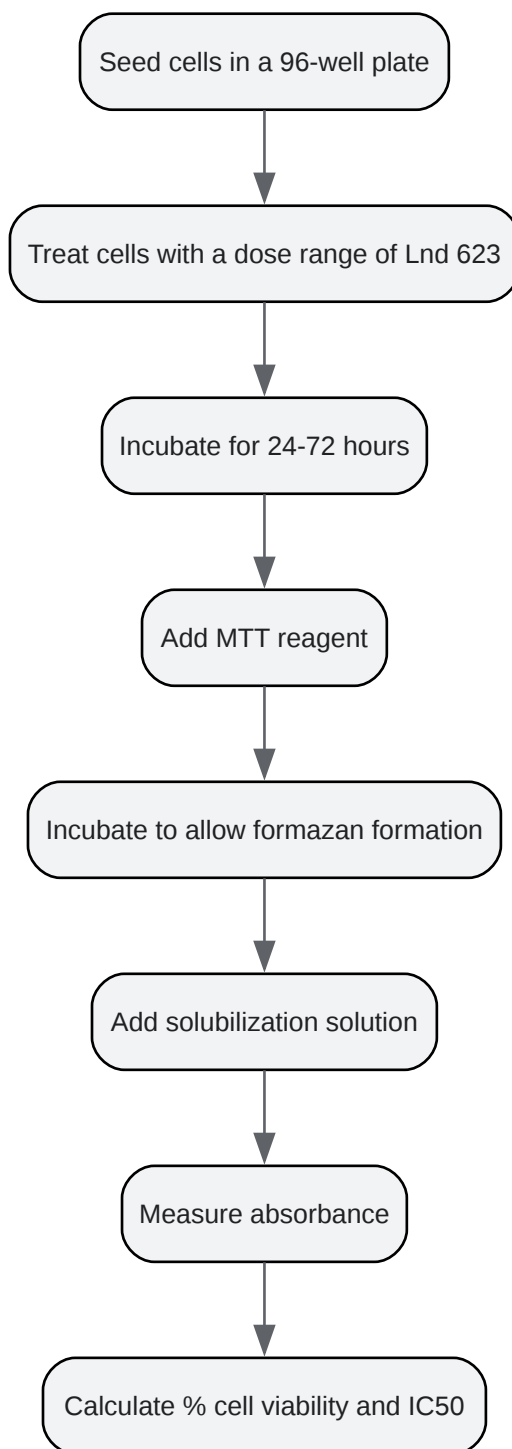 Seed cells in a 96-well plate
Treat cells with a dose range of Lnd 623
Incubate for 24-72 hours
Add MTT reagent
Incubate to allow formazan formation
Add solubilization solution
Measure absorbance
Calculate % cell viability and IC50